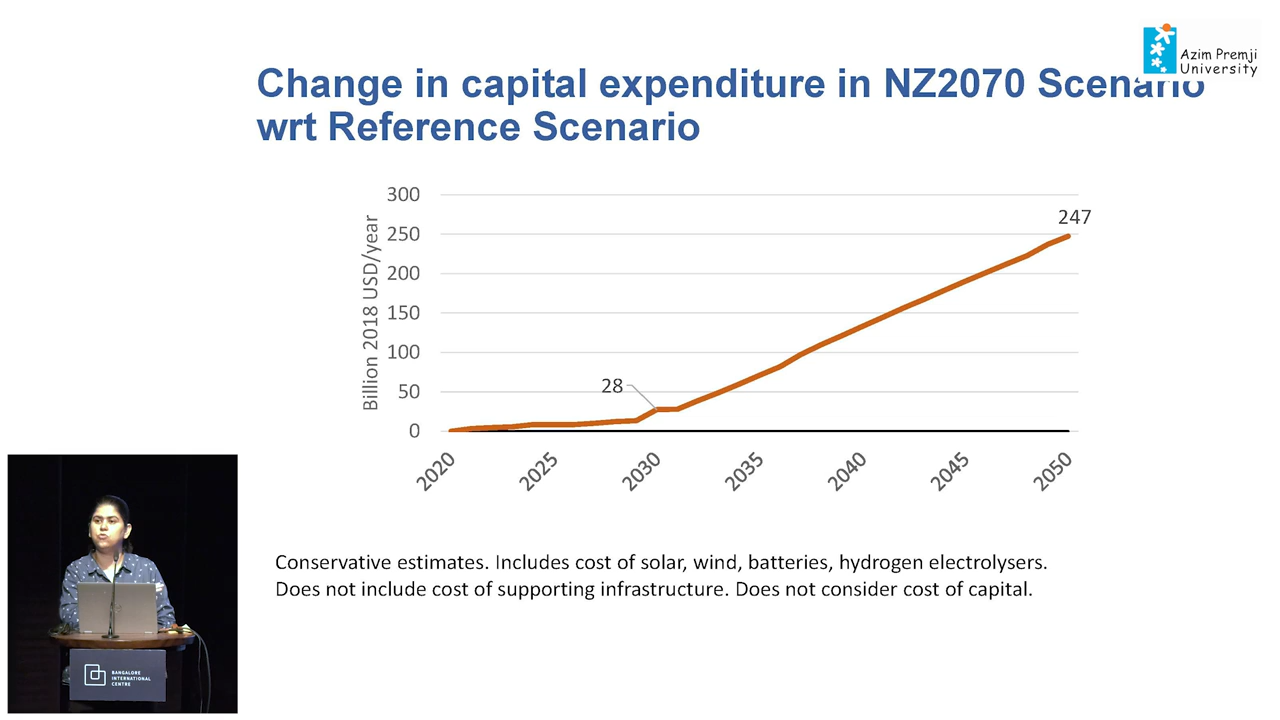 Azim Premji
University
Change in capital expenditure in NZ2070 Scenario
wrt Reference Scenario
Billion 2018 USD/year
300
250
200
150
100
50
0
28
247
2020
2025
2030
2035
2040
2045
2050
Conservative estimates. Includes cost of solar, wind, batteries, hydrogen electrolysers.
Does not include cost of supporting infrastructure. Does not consider cost of capital.
BANGALORE
INTERNATIONAL
CENTRE